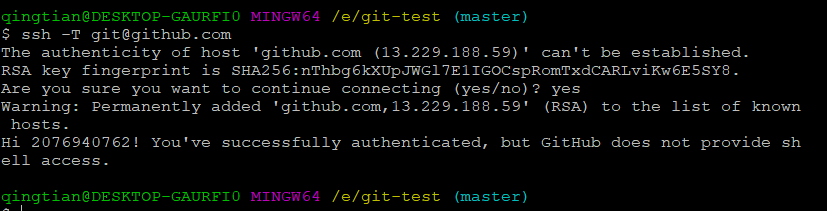 qingtian@DESKTOP-GAURFI0 MINGW64 /e/git-test (master)
$ ssh -T git@github.com
The authenticity of host 'github.com (13.229.188.59)' can't be established.
RSA key fingerprint is SHA256:nThbg6kXUpJWGl7E1IGOCspRomTxdCARLviKw6E5SY8.
Are you sure you want to continue connecting (yes/no)? yes
Warning: Permanently added 'github.com,13.229.188.59' (RSA) to the list of known
 hosts.
Hi 2076940762! You've successfully authenticated, but GitHub does not provide sh
ell access.
qingtian@DESKTOP-GAURFI0 MINGW64 /e/git-test (master)
$